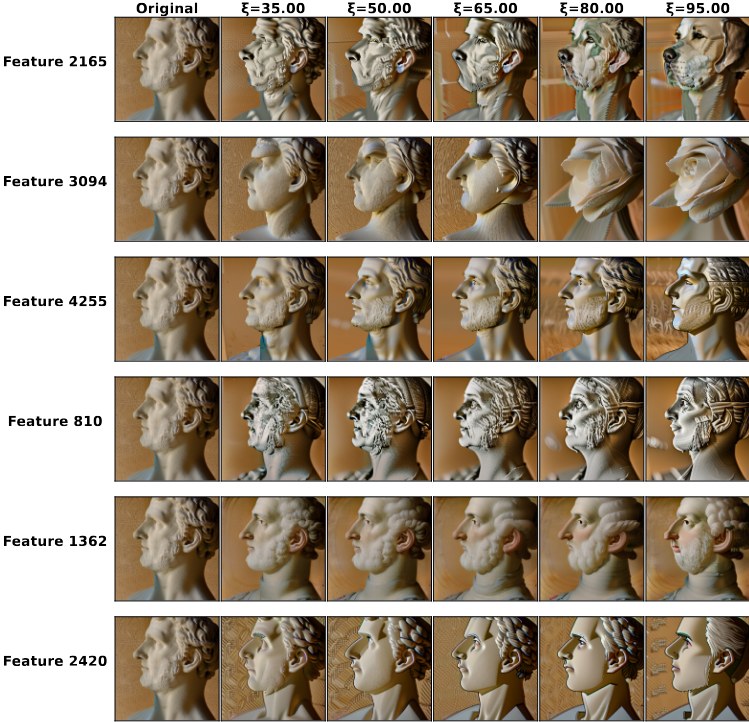 Original ξ=35.00 ξ=50.00 ξ=65.00 ξ=80.00 ξ=95.00
Feature 2165
Feature 3094
Feature 4255
Feature 810
Feature 1362
Feature 2420